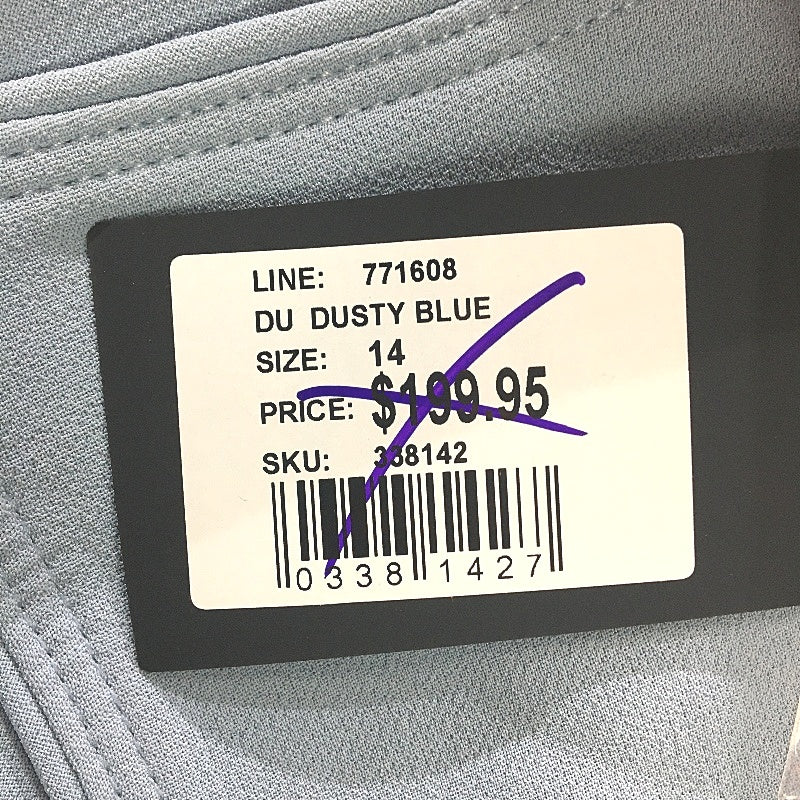 LINE: 771608
DU DUSTY BLUE
SIZE: 14
PRICE: $199.95
SKU: 338142
0338 1427